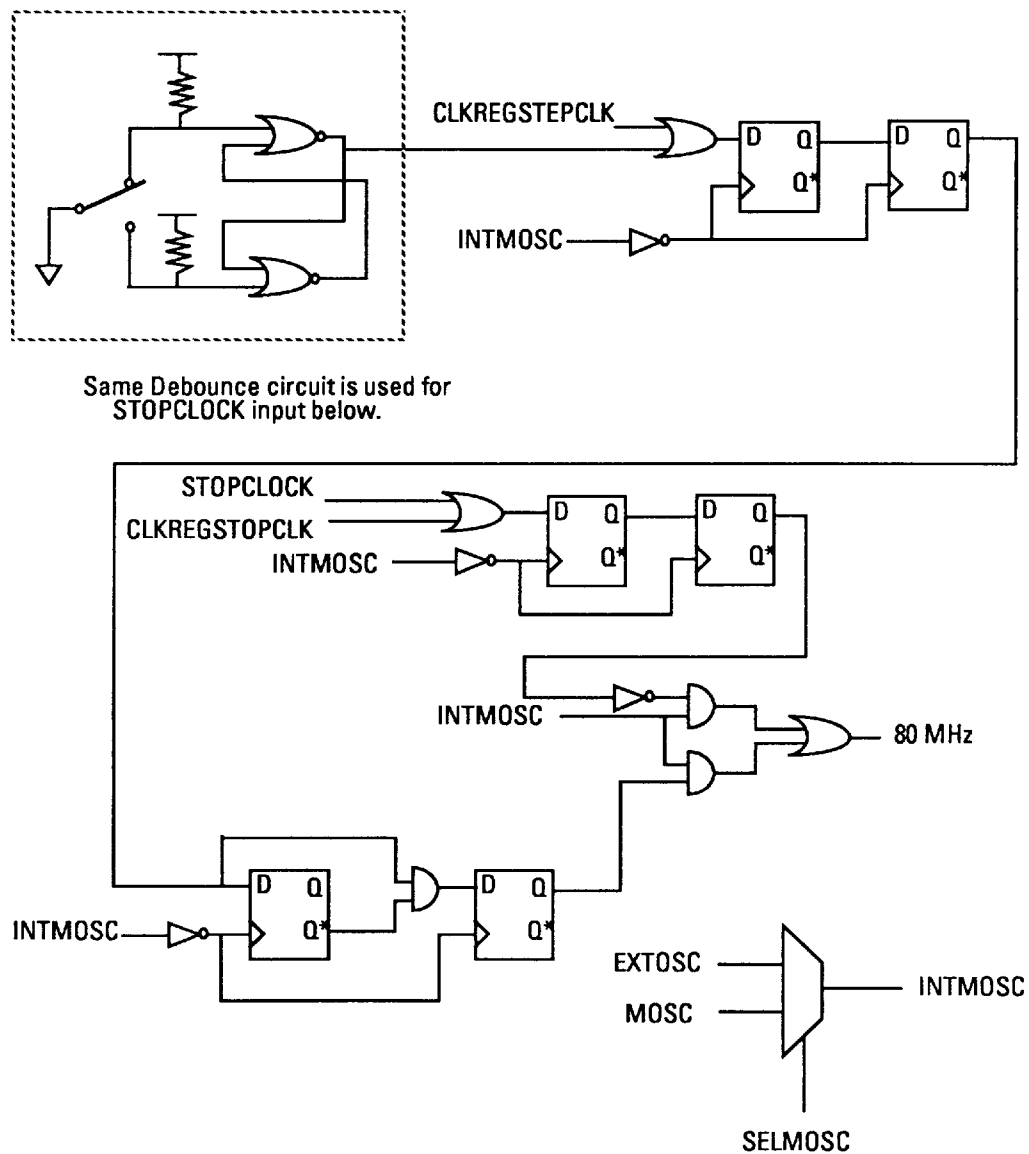 CLKREGSTEPCLK
D Q D Q
Q* Q*
INTMOSC
Same Debounce circuit is used for
STOPCLOCK input below.
STOPCLOCK
D Q D Q
CLKREGSTOPCLK
Q* Q*
INTMOSC
INTMOSC
80 MHz
D Q D Q
INTMOSC
Q* Q*
EXTOSC
INTMOSC
MOSC
SELMOSC